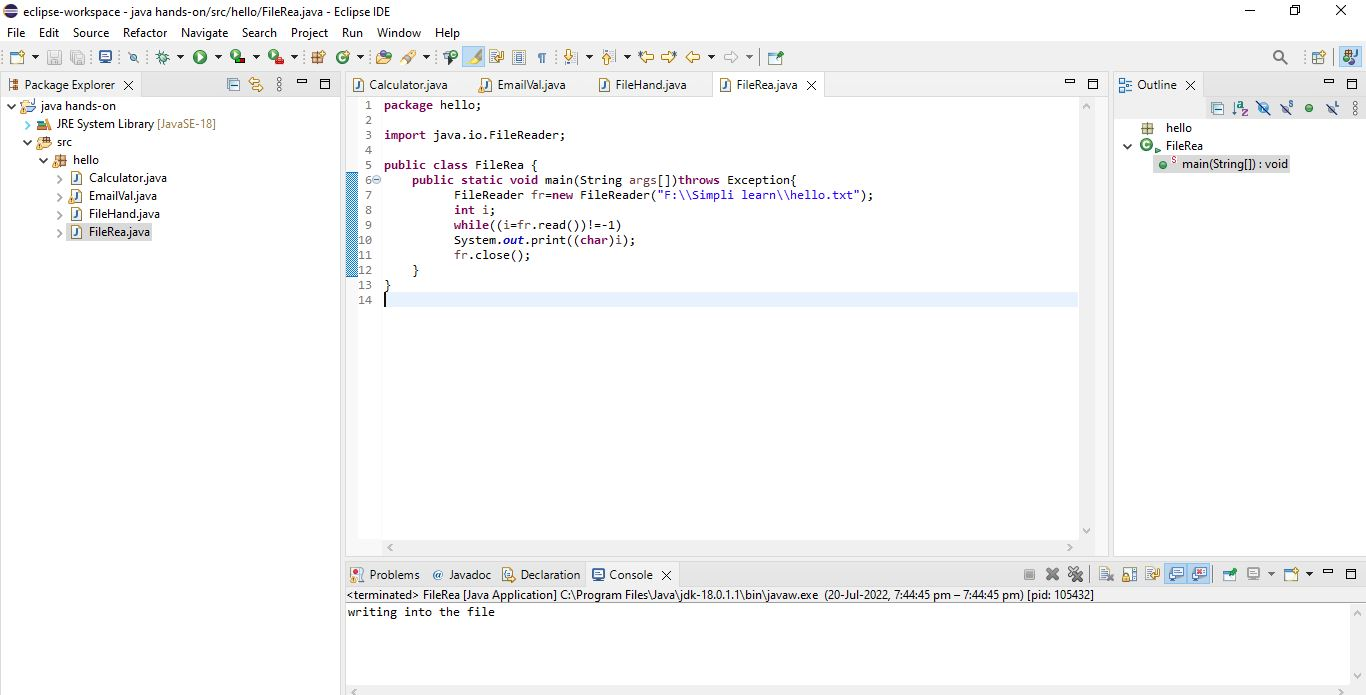 eclipse-workspace - java hands-on/src/hello/FileRea.java - Eclipse IDE
File Edit Source Refactor Navigate Search Project Run Window Help
Package Explorer
java hands-on
JRE System Library [JavaSE-18]
src
hello
Calculator.java
EmailVal.java
FileHand.java
FileRea.java
Calculator.java EmailVal.java FileHand.java FileRea.java
1 package hello;
2
3 import java.io.FileReader;
4
5 public class FileRea {
6 public static void main(String args[])throws Exception{
7 FileReader fr=new FileReader("F:\\Simpli learn\\hello.txt");
8 int i;
9 while((i=fr.read())!=-1)
10 System.out.print((char)i);
11 fr.close();
12 }
13 }
14
Outline
hello
FileRea
main(String[]) : void
Problems Javadoc Declaration Console
<terminated> FileRea [Java Application] C:\Program Files\Java\jdk-18.0.1.1\bin\javaw.exe (20-Jul-2022, 7:44:45 pm – 7:44:45 pm) [pid: 105432]
writing into the file